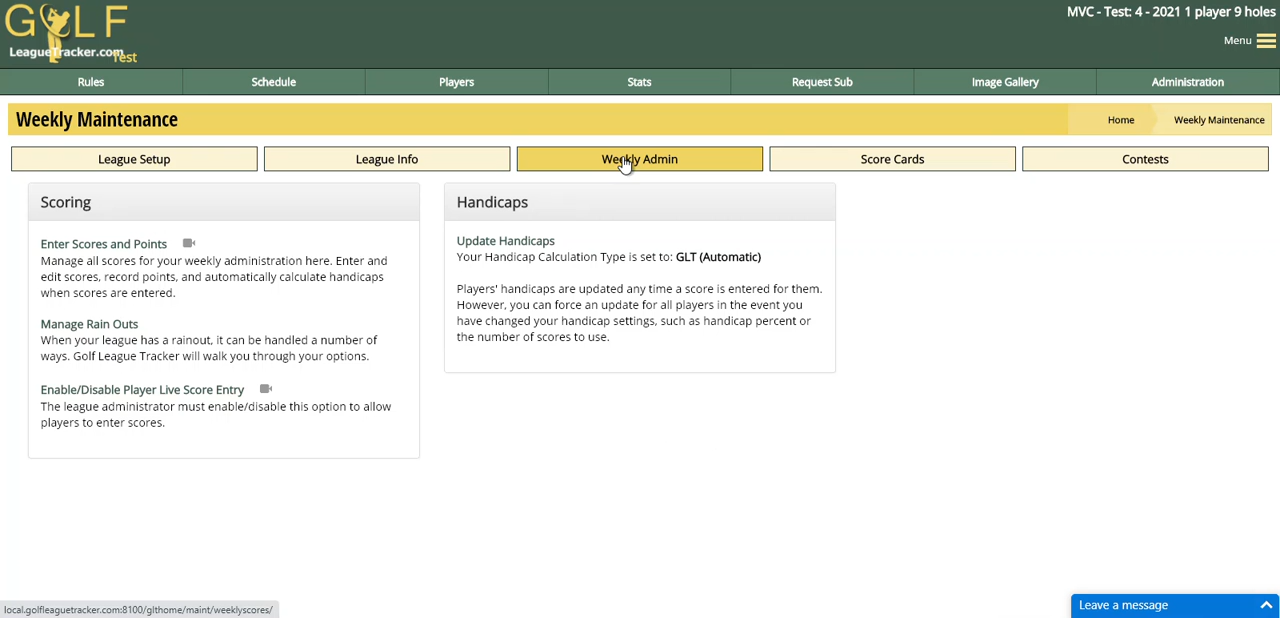 GOLF
LeagueTracker.com
Test
MVC - Test: 4 - 2021 1 player 9 holes
Menu
Rules
Schedule
Players
Stats
Request Sub
Image Gallery
Administration
Weekly Maintenance
Home
Weekly Maintenance
League Setup
League Info
Weekly Admin
Score Cards
Contests
Scoring
Enter Scores and Points
Manage all scores for your weekly administration here. Enter and
edit scores, record points, and automatically calculate handicaps
when scores are entered.
Manage Rain Outs
When your league has a rainout, it can be handled a number of
ways. Golf League Tracker will walk you through your options.
Enable/Disable Player Live Score Entry
The league administrator must enable/disable this option to allow
players to enter scores.
Handicaps
Update Handicaps
Your Handicap Calculation Type is set to: GLT (Automatic)
Players' handicaps are updated any time a score is entered for them.
However, you can force an update for all players in the event you
have changed your handicap settings, such as handicap percent or
the number of scores to use.
local.golfleaguetracker.com:8100/glthome/maint/weeklyscores/
Leave a message